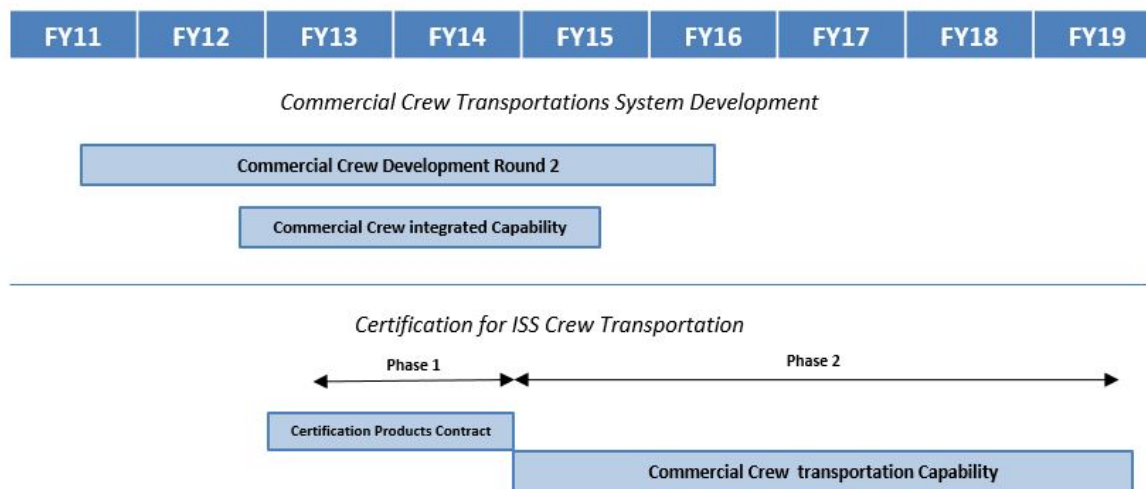 FY11 FY12 FY13 FY14 FY15 FY16 FY17 FY18 FY19
Commercial Crew Transportations System Development
Commercial Crew Development Round 2
Commercial Crew integrated Capability
Certification for ISS Crew Transportation
Phase 1 Phase 2
Certification Products Contract
Commercial Crew transportation Capability